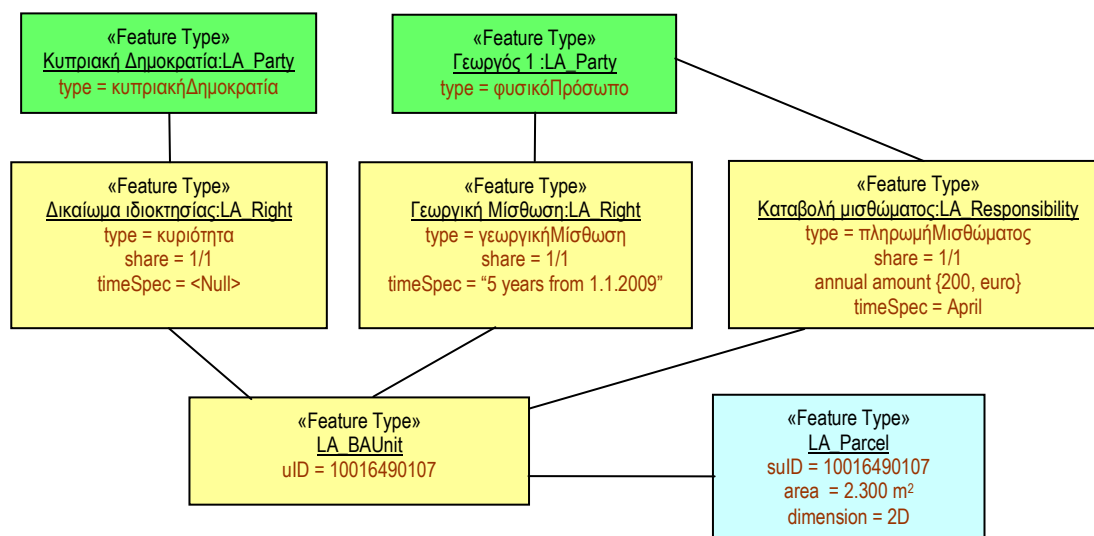 «Feature Type»
Κυπριακή Δημοκρατία:LA_Party
type = κυπριακήΔημοκρατία
«Feature Type»
Γεωργός 1 :LA_Party
type = φυσικόΠρόσωπο
«Feature Type»
Δικαίωμα ιδιοκτησίας:LA_Right
type = κυριότητα
share = 1/1
timeSpec = <Null>
«Feature Type»
Γεωργική Μίσθωση:LA_Right
type = γεωργικήΜίσθωση
share = 1/1
timeSpec = “5 years from 1.1.2009”
«Feature Type»
Καταβολή μισθώματος:LA_Responsibility
type = πληρωμήΜισθώματος
share = 1/1
annual amount {200, euro}
timeSpec = April
«Feature Type»
LA_BAUnit
uID = 10016490107
«Feature Type»
LA_Parcel
suID = 10016490107
area = 2.300 m²
dimension = 2D